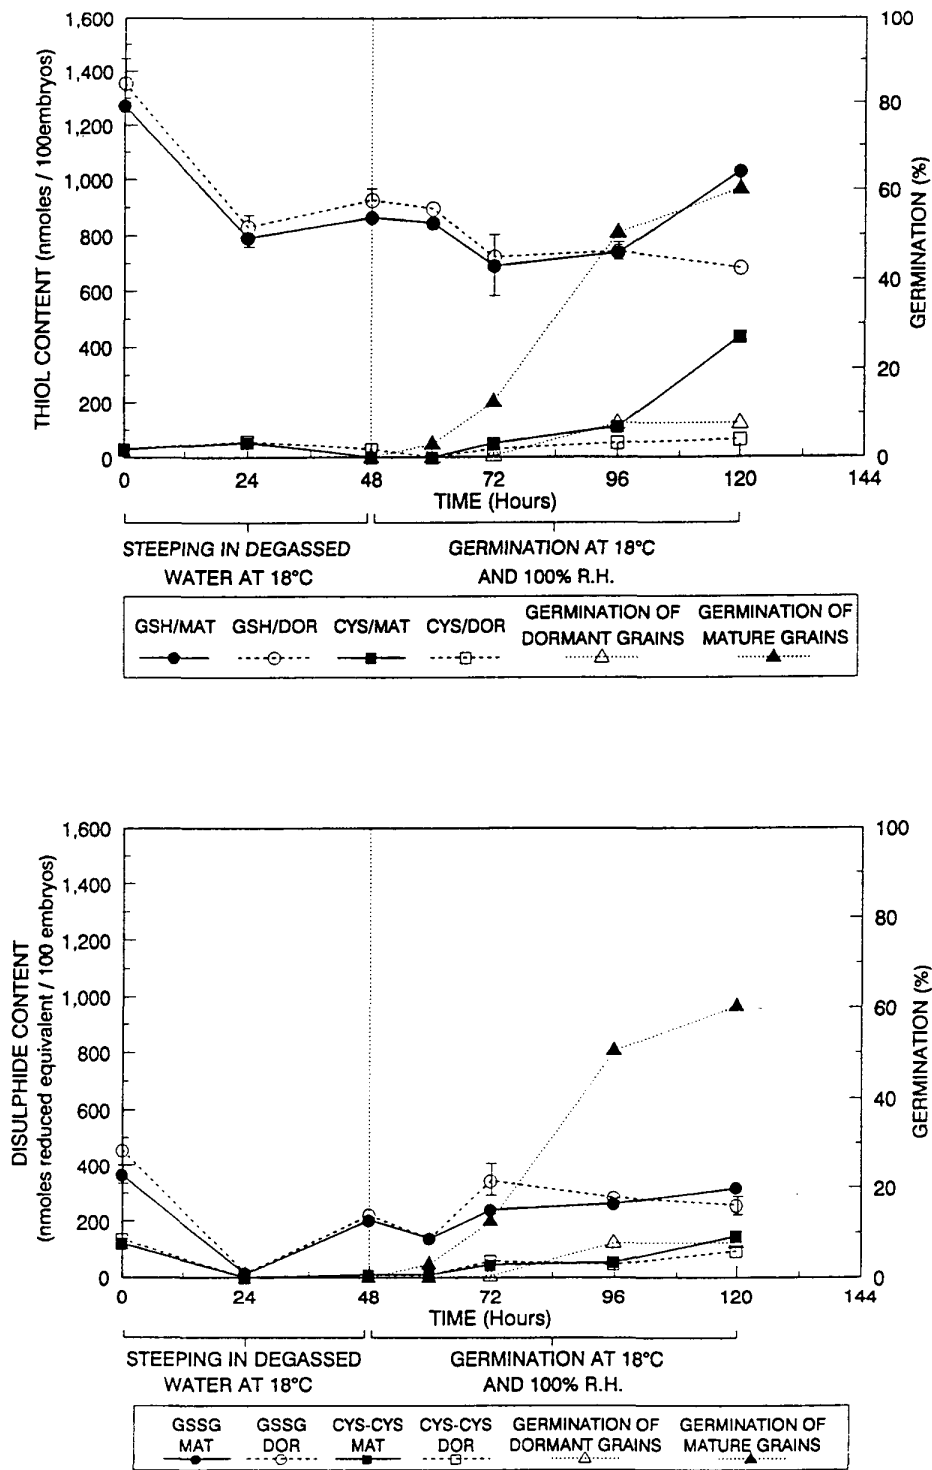 1,600
1,400
1,200
1,000
800
600
400
200
0
THIOL CONTENT (nmoles / 100embryos)
100
80
60
40
20
0
GERMINATION (%)
0 24 48 72 96 120 144
TIME (Hours)
STEEPING IN DEGASSED
WATER AT 18°C
GERMINATION AT 18°C
AND 100% R.H.
GSH/MAT GSH/DOR CYS/MAT CYS/DOR GERMINATION OF DORMANT GRAINS GERMINATION OF MATURE GRAINS
1,600
1,400
1,200
1,000
800
600
400
200
0
DISULPHIDE CONTENT
(nmoles reduced equivalent / 100 embryos)
100
80
60
40
20
0
GERMINATION (%)
0 24 48 72 96 120 144
TIME (Hours)
STEEPING IN DEGASSED
WATER AT 18°C
GERMINATION AT 18°C
AND 100% R.H.
GSSG GSSG CYS-CYS CYS-CYS GERMINATION OF GERMINATION OF
MAT DOR MAT DOR DORMANT GRAINS MATURE GRAINS